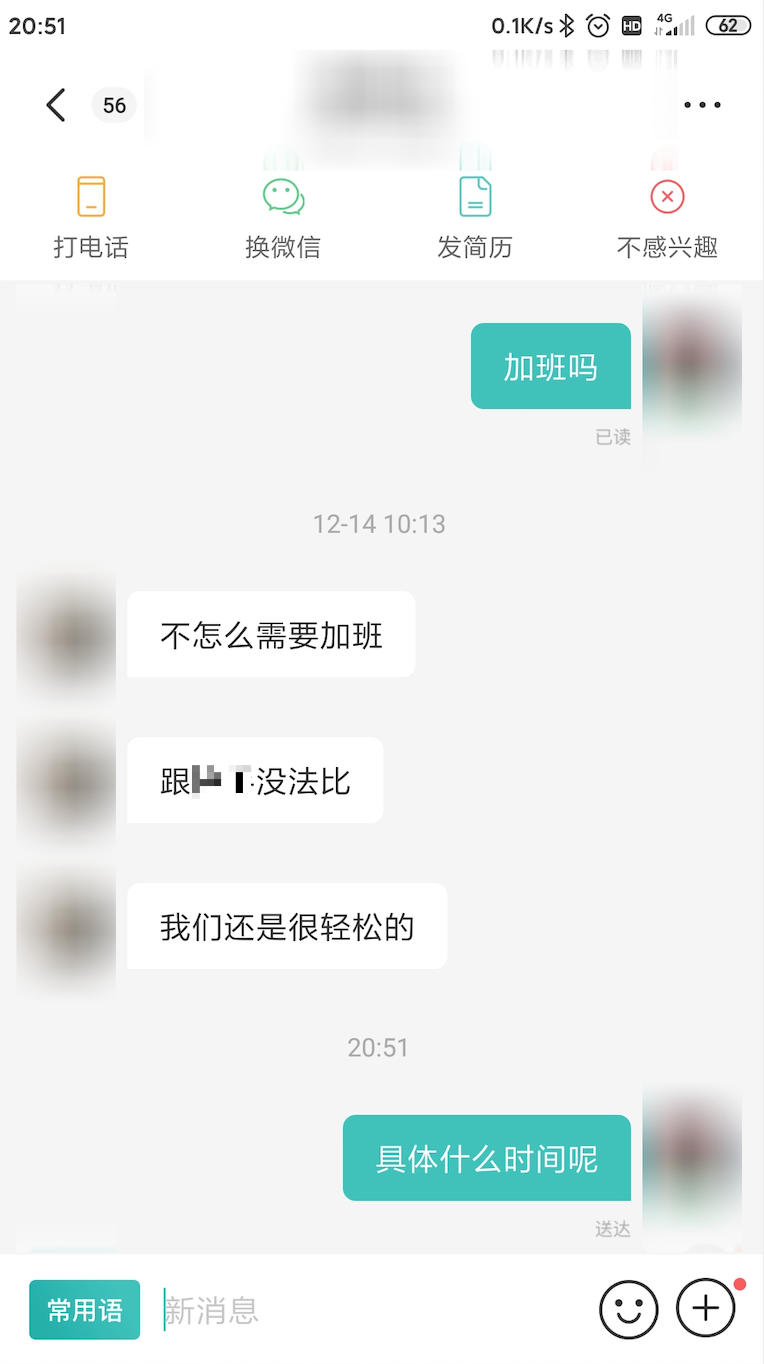 20:51
0.1K/s
HD
4G
62
56
打电话
换微信
发简历
不感兴趣
加班吗
已读
12-14 10:13
不怎么需要加班
跟 没法比
我们还是很轻松的
20:51
具体什么时间呢
送达
常用语
新消息